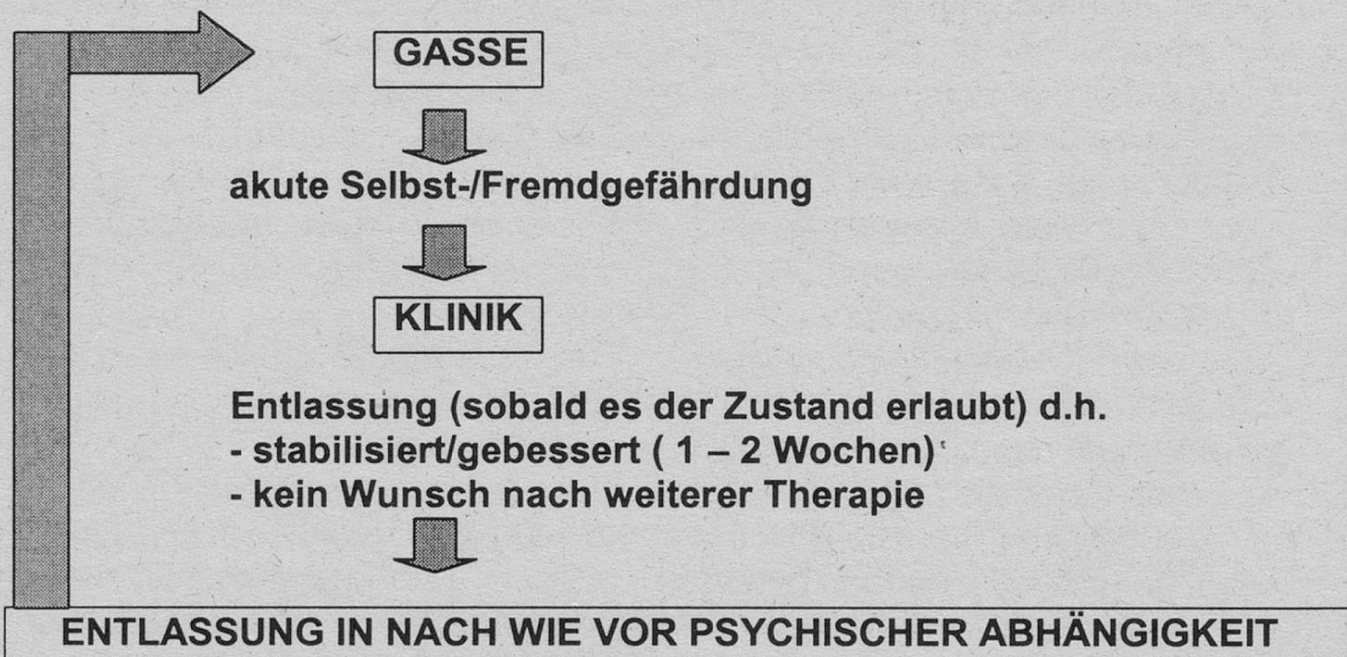 GASSE
akute Selbst-/Fremdgefährdung
KLINIK
Entlassung (sobald es der Zustand erlaubt) d.h.
- stabilisiert/gebessert ( 1 – 2 Wochen)
- kein Wunsch nach weiterer Therapie
ENTLASSUNG IN NACH WIE VOR PSYCHISCHER ABHÄNGIGKEIT